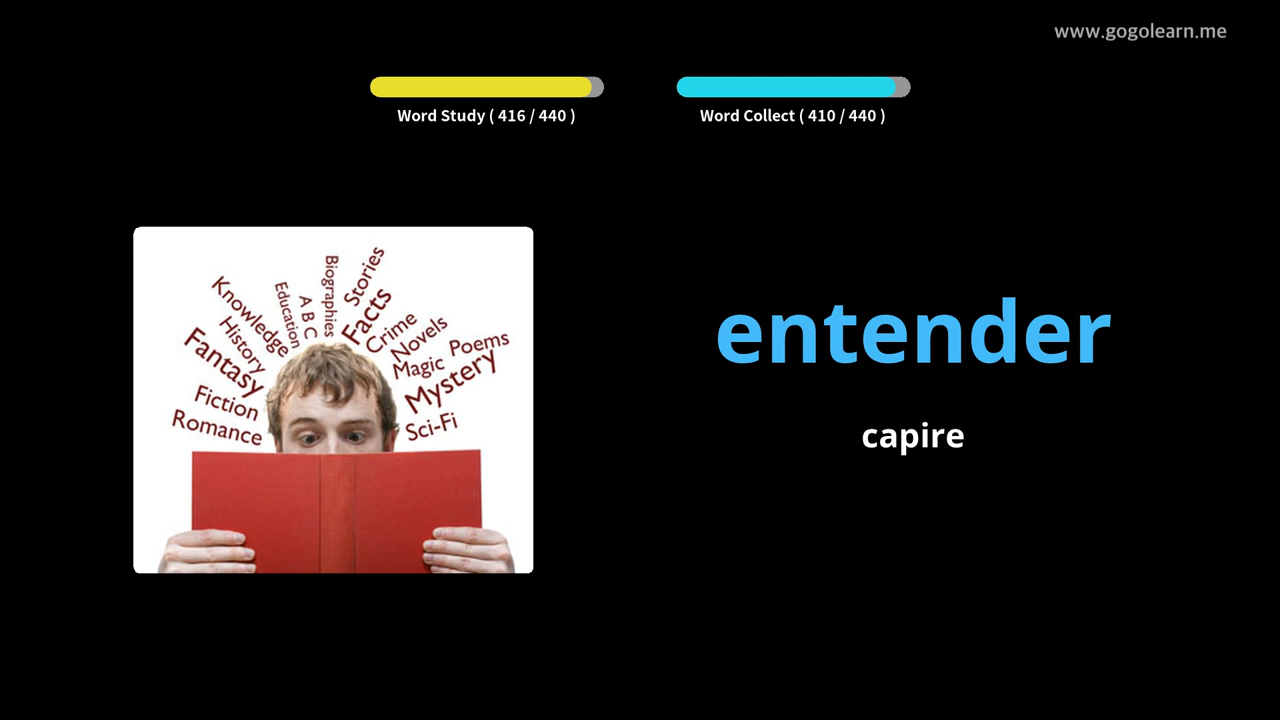 www.gogolearn.me
Word Study ( 416 / 440 )
Word Collect ( 410 / 440 )
Biographies
Stories
Education
A B C
Facts
Knowledge
Crime
History
Novels
Fantasy
Magic
Poems
Mystery
Fiction
Romance
Sci-Fi
entender
capire